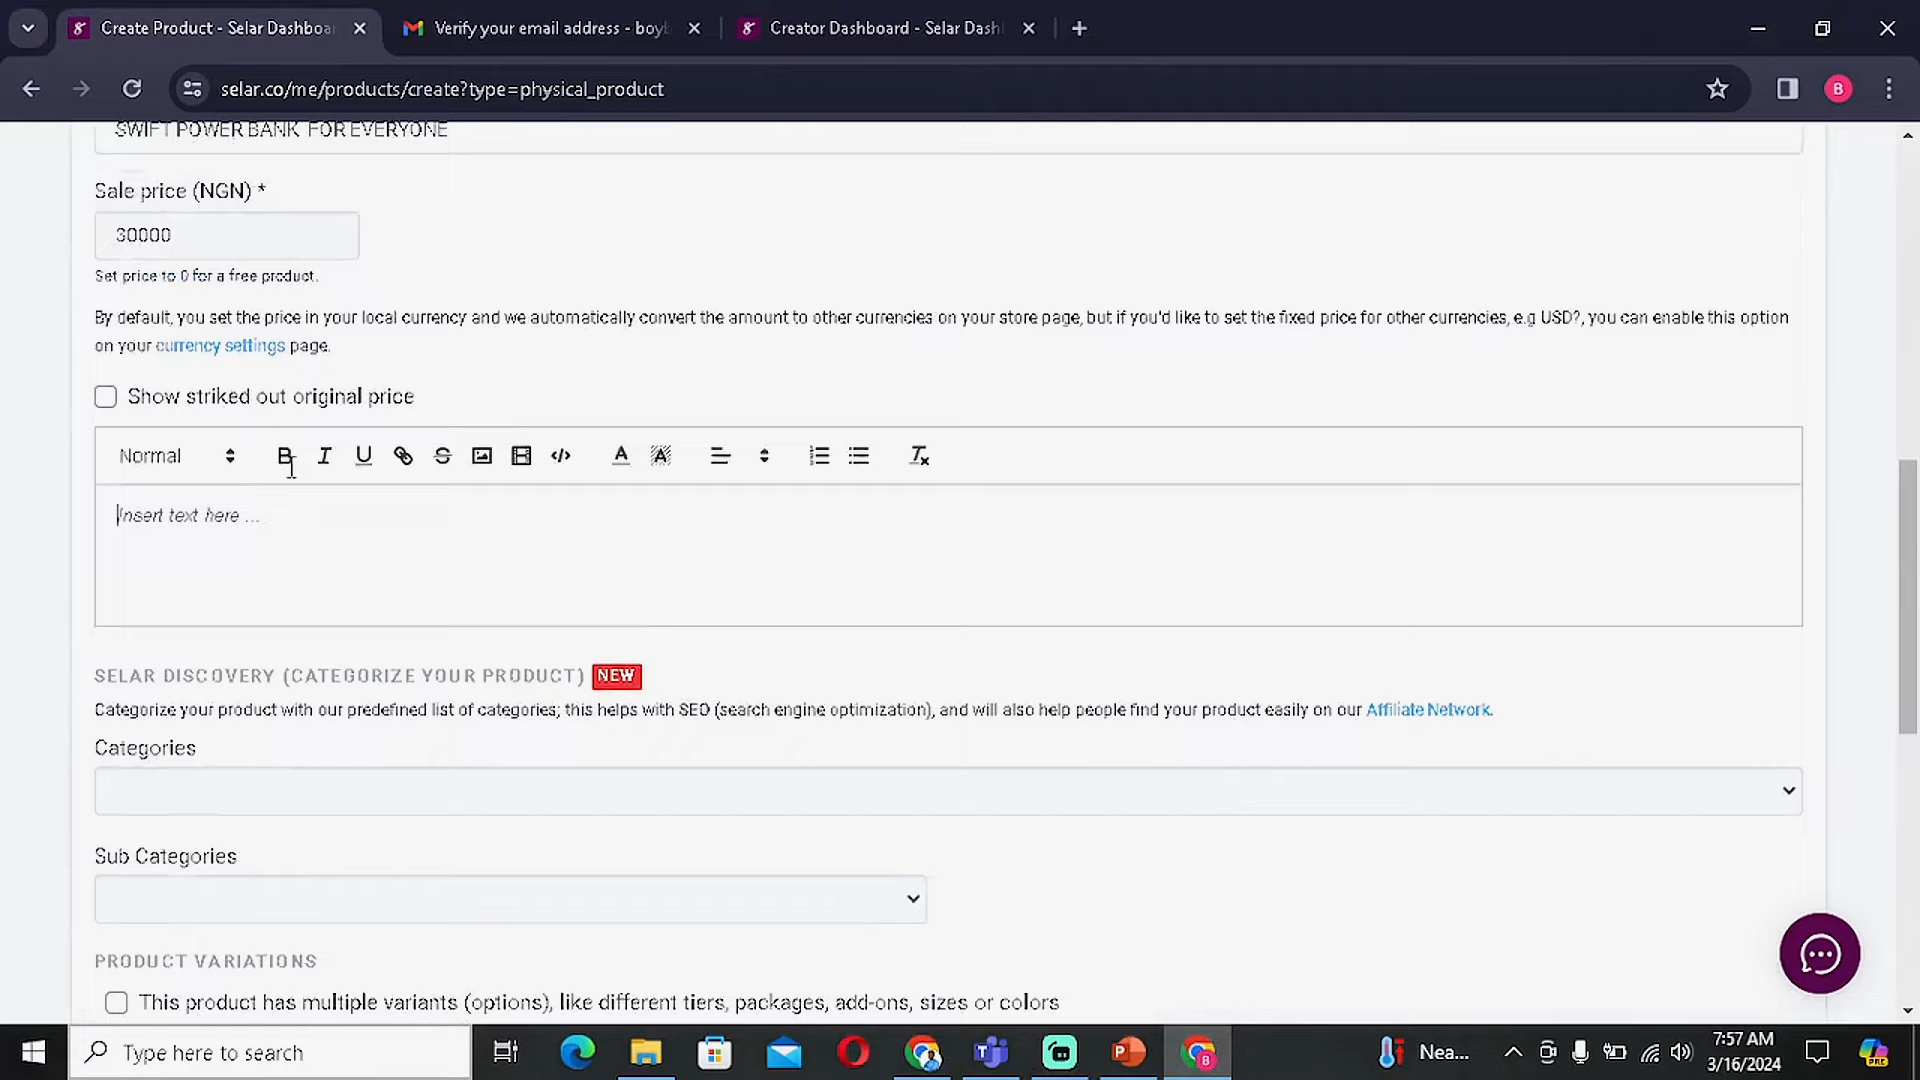 Create Product - Selar Dashboa
Verify your email address - boyb
Creator Dashboard - Selar Dash
selar.co/me/products/create?type=physical_product
B
SWIFT POWER BANK FOR EVERYONE
Sale price (NGN) *
30000
Set price to 0 for a free product.
By default, you set the price in your local currency and we automatically convert the amount to other currencies on your store page, but if you'd like to set the fixed price for other currencies, e.g USD?, you can enable this option
on your currency settings page.
Show striked out original price
Normal
Insert text here ...
SELAR DISCOVERY (CATEGORIZE YOUR PRODUCT) NEW
Categorize your product with our predefined list of categories; this helps with SEO (search engine optimization), and will also help people find your product easily on our Affiliate Network.
Categories
Sub Categories
PRODUCT VARIATIONS
This product has multiple variants (options), like different tiers, packages, add-ons, sizes or colors
Type here to search
Nea...
7:57 AM
3/16/2024